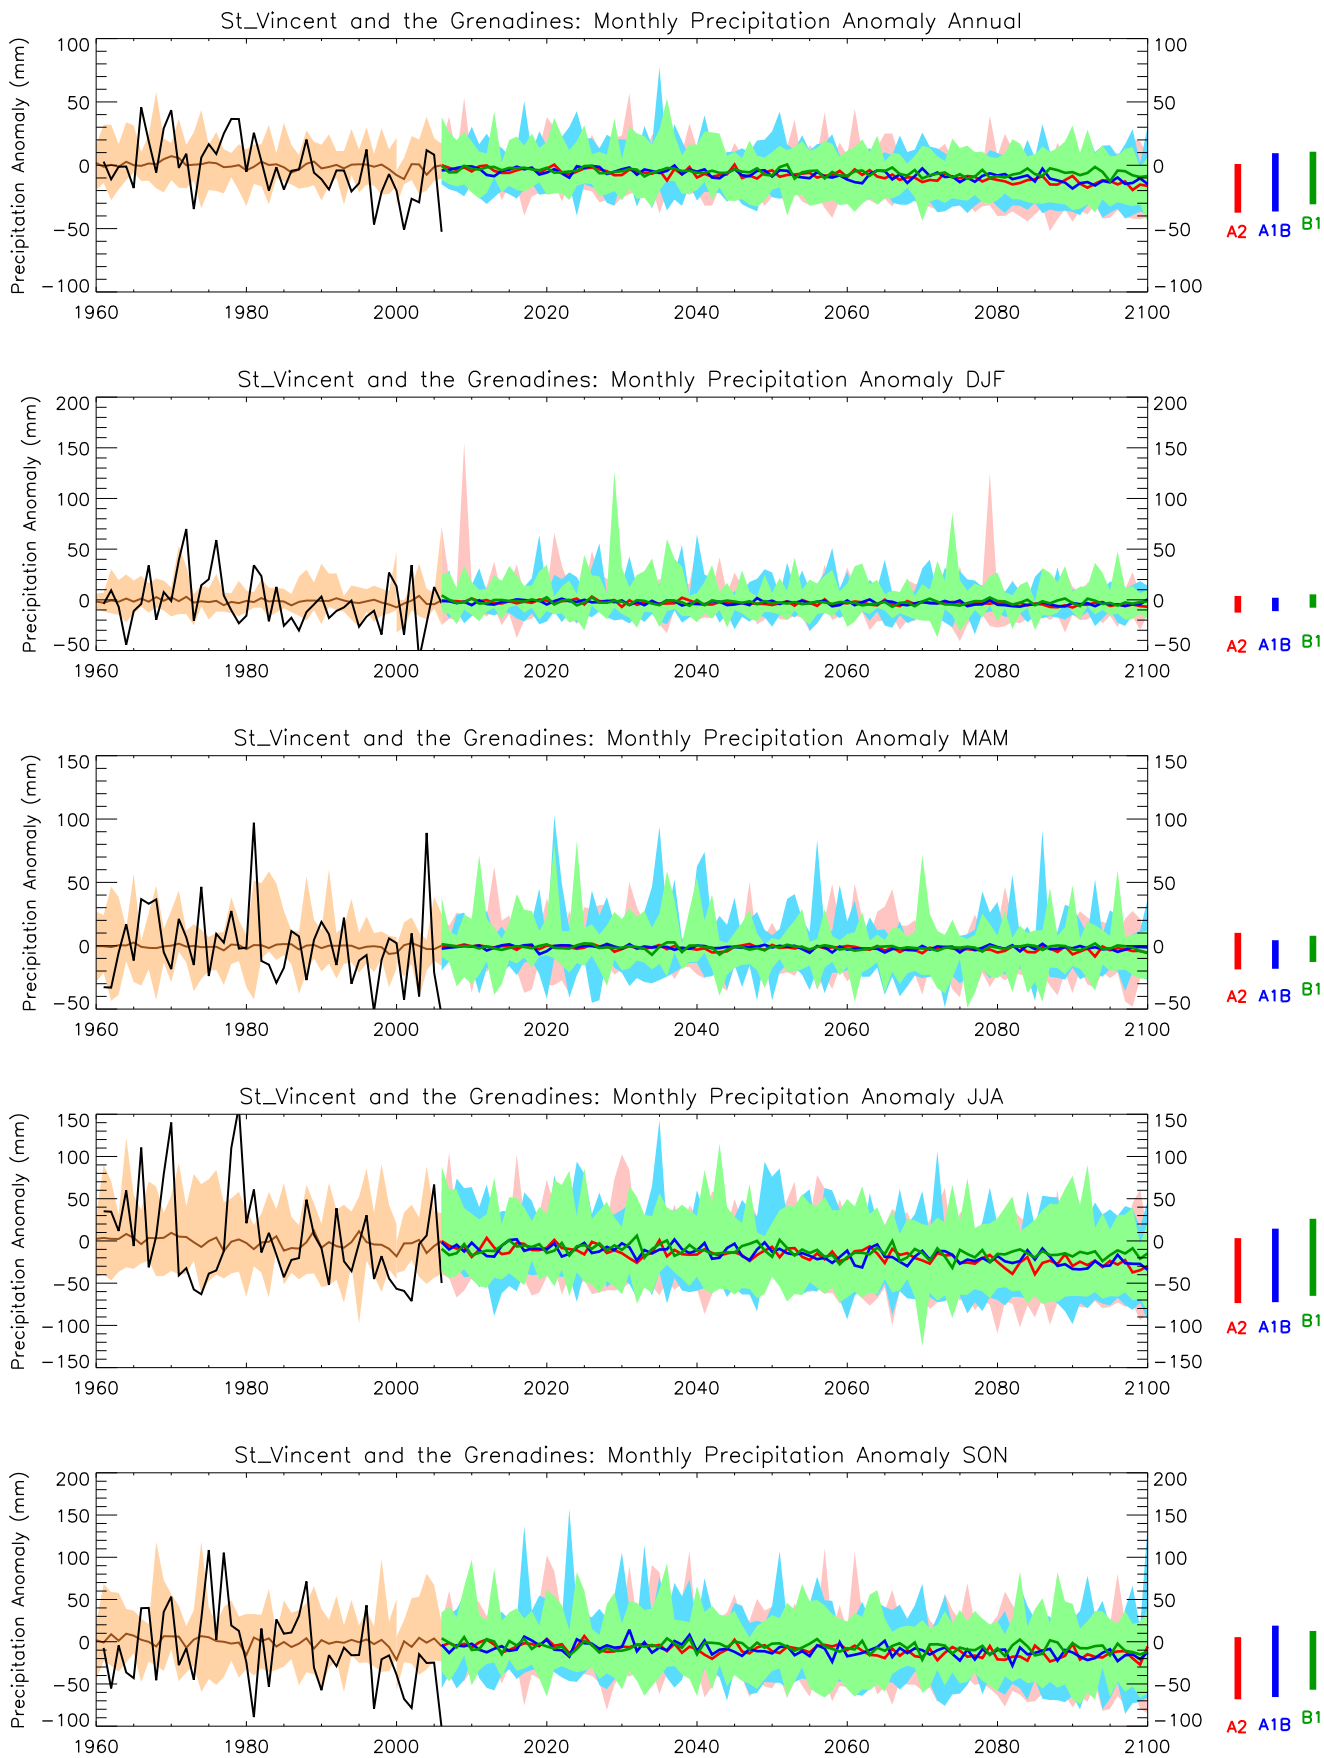 St_Vincent and the Grenadines: Monthly Precipitation Anomaly Annual
Precipitation Anomaly (mm)
100 100
50 50
0 0
−50 −50
−100 −100
1960 1980 2000 2020 2040 2060 2080 2100
A2 A1B B1
St_Vincent and the Grenadines: Monthly Precipitation Anomaly DJF
Precipitation Anomaly (mm)
200 200
150 150
100 100
50 50
0 0
−50 −50
1960 1980 2000 2020 2040 2060 2080 2100
A2 A1B B1
St_Vincent and the Grenadines: Monthly Precipitation Anomaly MAM
Precipitation Anomaly (mm)
150 150
100 100
50 50
0 0
−50 −50
1960 1980 2000 2020 2040 2060 2080 2100
A2 A1B B1
St_Vincent and the Grenadines: Monthly Precipitation Anomaly JJA
Precipitation Anomaly (mm)
150 150
100 100
50 50
0 0
−50 −50
−100 −100
−150 −150
1960 1980 2000 2020 2040 2060 2080 2100
A2 A1B B1
St_Vincent and the Grenadines: Monthly Precipitation Anomaly SON
Precipitation Anomaly (mm)
200 200
150 150
100 100
50 50
0 0
−50 −50
−100 −100
1960 1980 2000 2020 2040 2060 2080 2100
A2 A1B B1